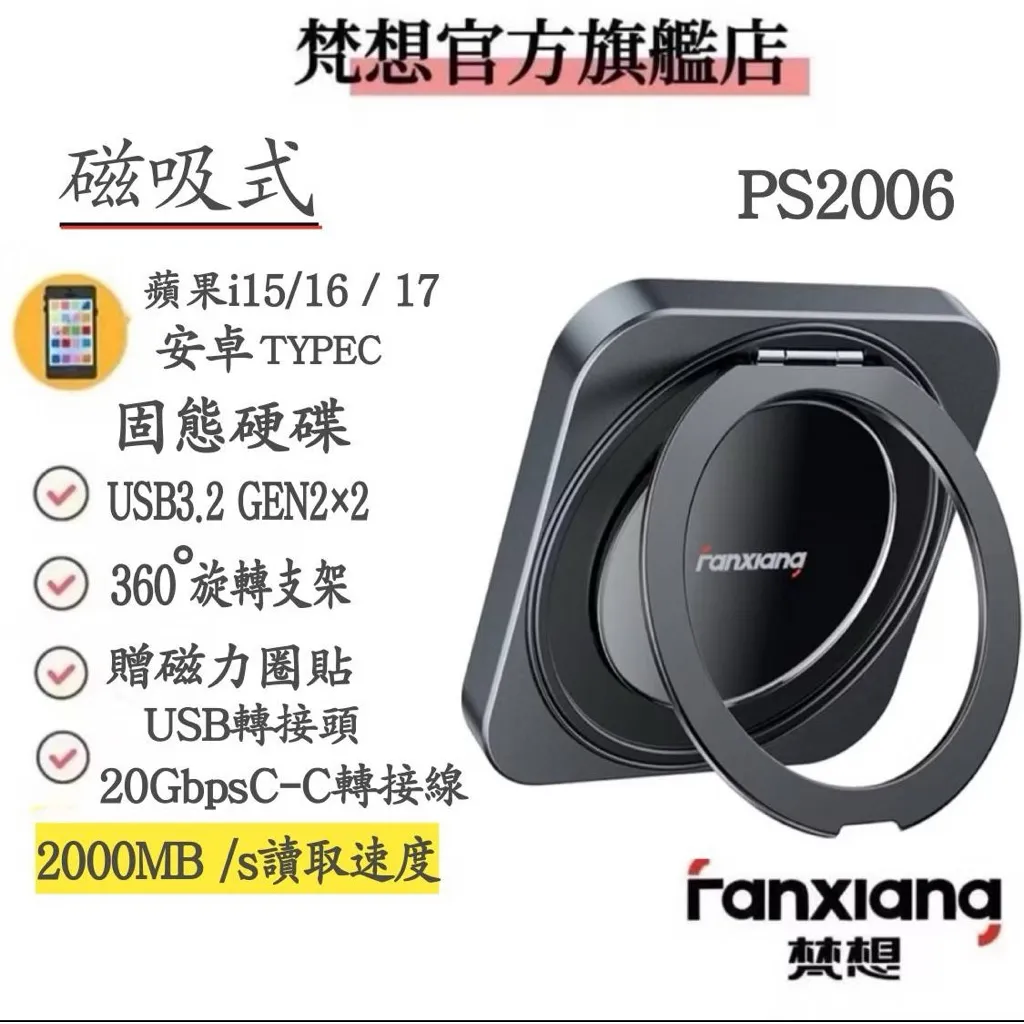 梵想官方旗艦店
磁吸式
PS2006
蘋果i15/16 / 17
安卓TYPEC
固態硬碟
USB3.2 GEN2×2
360°旋轉支架
贈磁力圈貼
USB轉接頭
20GbpsC-C轉接線
2000MB /s讀取速度
Fanxiang
Fanxiang
梵想